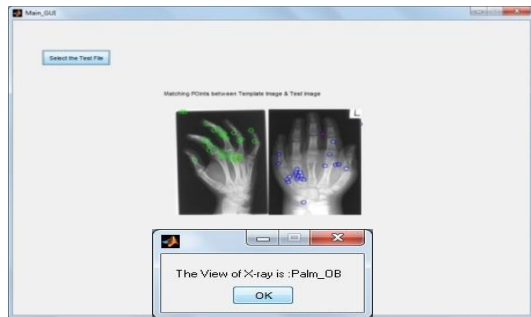 Main_GUI
Select the Test File
Matching POints between Template Image & Test Image
L
The View of X-ray is :Palm_OB
OK